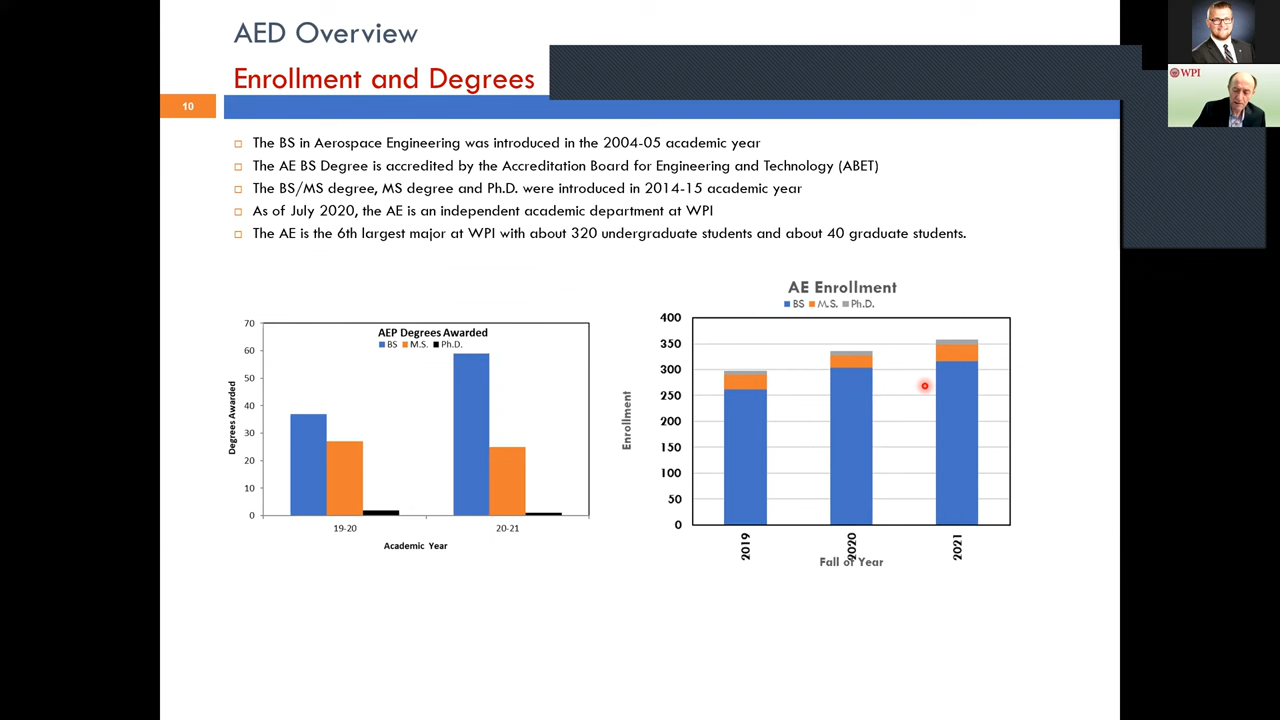 AED Overview
Enrollment and Degrees
WPI
10
The BS in Aerospace Engineering was introduced in the 2004-05 academic year
The AE BS Degree is accredited by the Accreditation Board for Engineering and Technology (ABET)
The BS/MS degree, MS degree and Ph.D. were introduced in 2014-15 academic year
As of July 2020, the AE is an independent academic department at WPI
The AE is the 6th largest major at WPI with about 320 undergraduate students and about 40 graduate students.
AEP Degrees Awarded
BS M.S. Ph.D.
Degrees Awarded
70
60
50
40
30
20
10
0
19-20 20-21
Academic Year
AE Enrollment
BS M.S. Ph.D.
Enrollment
400
350
300
250
200
150
100
50
0
2019 2020 2021
Fall of Year